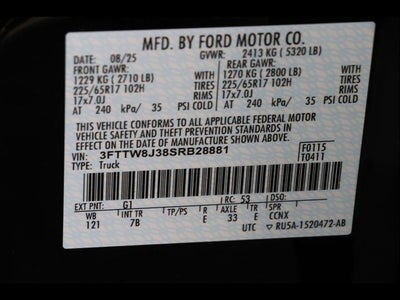 MFD. BY FORD MOTOR CO.
DATE: 08/25 GVWR: 2413 KG ( 5320 LB)
FRONT GAWR: REAR GAWR:
1229 KG ( 2710 LB) 1270 KG ( 2800 LB)
225/65R17 102H TIRES 225/65R17 102H TIRES
17x7.0J RIMS 17x7.0J RIMS
AT 240 kPa/ 35 PSI COLD AT 240 kPa/ 35 PSI COLD
THIS VEHICLE CONFORMS TO ALL APPLICABLE FEDERAL MOTOR
VEHICLE SAFETY AND THEFT PREVENTION STANDARDS IN
EFFECT ON THE DATE OF MANUFACTURE SHOWN ABOVE.
VIN: 3FTTW8J38SRB28881 F0115
TYPE: Truck T0411
EXT PNT: G1 RC: 53 DSO:
WB INT TR TP/PS R AXLE TR SPR
121 7B E 33 E CCNX
UTC RU5A-1520472-AB